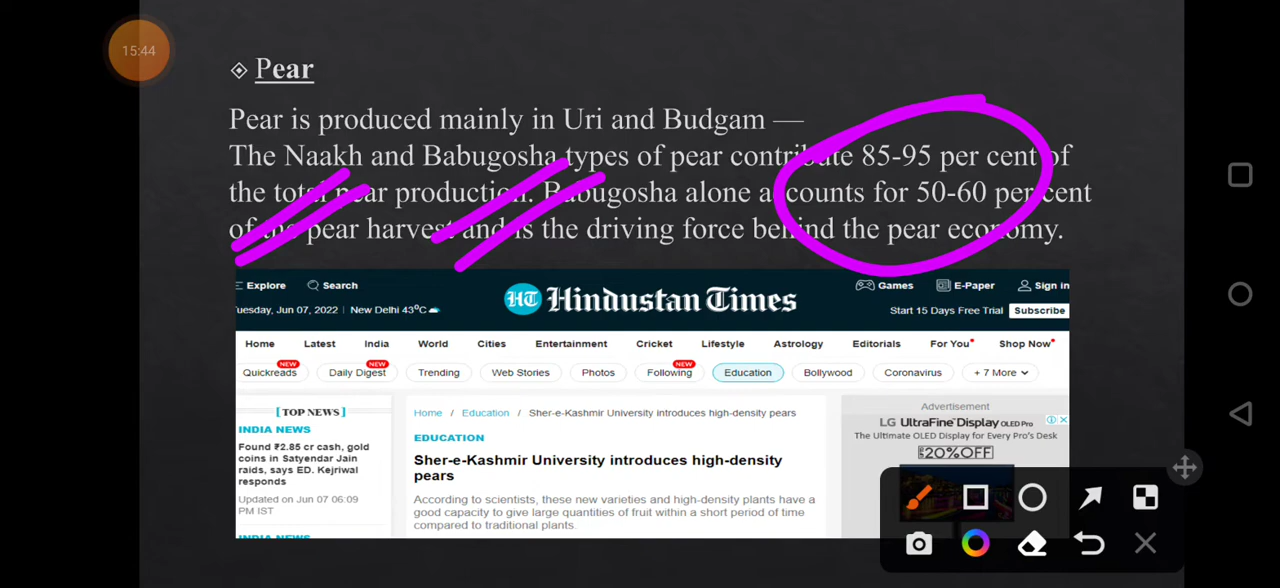 15:44
Pear
Pear is produced mainly in Uri and Budgam —
The Naakh and Babugosha types of pear contribute 85-95 per cent of
the total pear production. Babugosha alone accounts for 50-60 per cent
of the pear harvest and is the driving force behind the pear economy.
Explore Search HT Hindustan Times Games E-Paper Sign in
uesday, Jun 07, 2022 | New Delhi 43°C Start 15 Days Free Trial Subscribe
Home Latest India World Cities Entertainment Cricket Lifestyle Astrology Editorials For You Shop Now
NEW NEW NEW
Quickreads Daily Digest Trending Web Stories Photos Following Education Bollywood Coronavirus + 7 More
[ TOP NEWS ]
INDIA NEWS
Found ₹2.85 cr cash, gold
coins in Satyendar Jain
raids, says ED. Kejriwal
responds
Updated on Jun 07 06:09
PM IST
INDIA NEWS
Home / Education / Sher-e-Kashmir University introduces high-density pears
EDUCATION
Sher-e-Kashmir University introduces high-density
pears
According to scientists, these new varieties and high-density plants have a
good capacity to give large quantities of fruit within a short period of time
compared to traditional plants.
Advertisement
LG UltraFine Display OLED Pro
The Ultimate OLED Display for Every Pro's Desk
20%OFF